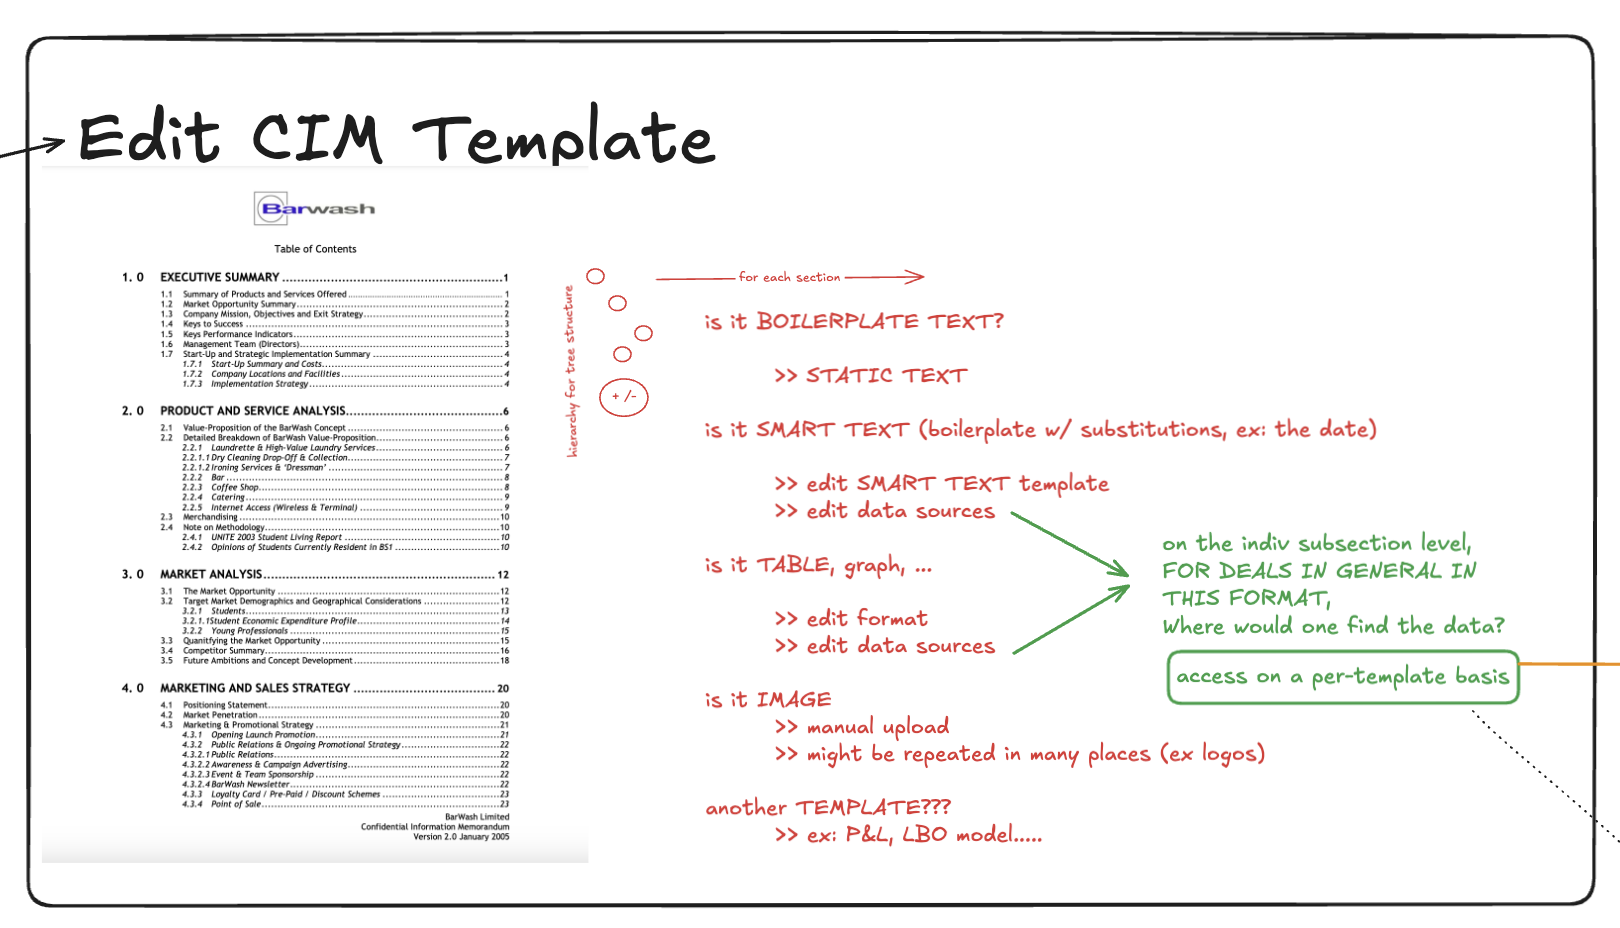 Edit CIM Template
Barwash
Table of Contents
1. 0 EXECUTIVE SUMMARY 1
1.1 Summary of Products and Services Offered 1
1.2 Market Opportunity Summary 2
1.3 Company Mission, Objectives and Exit Strategy 2
1.4 Keys to Success 3
1.5 Keys Performance Indicators 3
1.6 Management Team (Directors) 3
1.7 Start-Up and Strategic Implementation Summary 4
1.7.1 Start-Up Summary and Costs 4
1.7.2 Company Locations and Facilities 4
1.7.3 Implementation Strategy 4
2. 0 PRODUCT AND SERVICE ANALYSIS 6
2.1 Value-Proposition of the BarWash Concept 6
2.2 Detailed Breakdown of BarWash Value-Proposition 6
2.2.1 Laundrette & High-Value Laundry Services 6
2.2.1.1 Dry Cleaning Drop-Off & Collection 7
2.2.1.2 Ironing Services & 'Dressman' 7
2.2.2 Bar 8
2.2.3 Coffee Shop 8
2.2.4 Catering 9
2.2.5 Internet Access (Wireless & Terminal) 9
2.3 Merchandising 10
2.4 Note on Methodology 10
2.4.1 UNITE 2003 Student Living Report 10
2.4.2 Opinions of Students Currently Resident in BS1 10
3. 0 MARKET ANALYSIS 12
3.1 The Market Opportunity 12
3.2 Target Market Demographics and Geographical Considerations 12
3.2.1 Students 13
3.2.1.1Student Economic Expenditure Profile 14
3.2.2 Young Professionals 15
3.3 Quanitifying the Market Opportunity 15
3.4 Competitor Summary 16
3.5 Future Ambitions and Concept Development 18
4. 0 MARKETING AND SALES STRATEGY 20
4.1 Positioning Statement 20
4.2 Market Penetration 20
4.3 Marketing & Promotional Strategy 21
4.3.1 Opening Launch Promotion 21
4.3.2 Public Relations & Ongoing Promotional Strategy 22
4.3.2.1 Public Relations 22
4.3.2.2 Awareness & Campaign Advertising 22
4.3.2.3 Event & Team Sponsorship 22
4.3.2.4 BarWash Newsletter 22
4.3.3 Loyalty Card / Pre-Paid / Discount Schemes 23
4.3.4 Point of Sale 23
BarWash Limited
Confidential Information Memorandum
Version 2.0 January 2005
hierarchy for tree structure
+ /-
for each section
is it BOILERPLATE TEXT?
>> STATIC TEXT
is it SMART TEXT (boilerplate w/ substitutions, ex: the date)
>> edit SMART TEXT template
>> edit data sources
is it TABLE, graph, ...
>> edit format
>> edit data sources
is it IMAGE
>> manual upload
>> might be repeated in many places (ex logos)
another TEMPLATE???
>> ex: P&L, LBO model.....
on the indiv subsection level,
FOR DEALS IN GENERAL IN
THIS FORMAT,
Where would one find the data?
access on a per-template basis